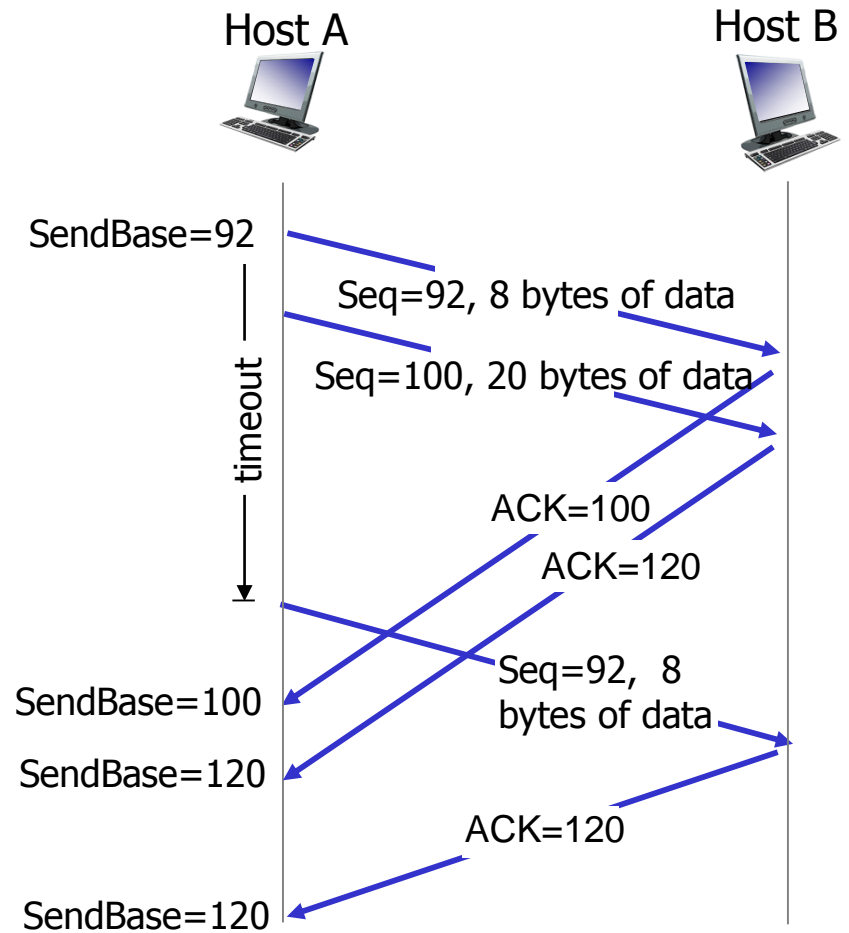 Host A
Host B
SendBase=92
Seq=92, 8 bytes of data
Seq=100, 20 bytes of data
timeout
ACK=100
ACK=120
Seq=92, 8
bytes of data
SendBase=100
SendBase=120
ACK=120
SendBase=120